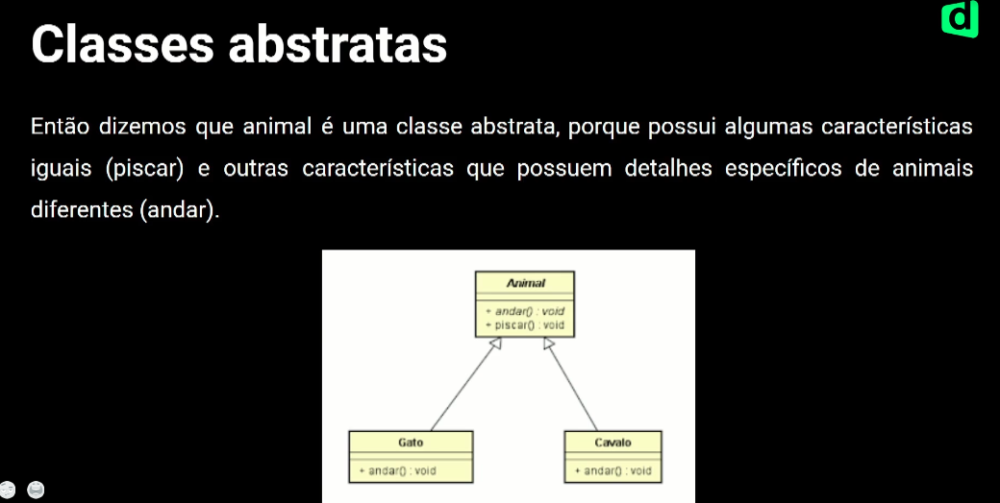 Classes abstratas
d
Então dizemos que animal é uma classe abstrata, porque possui algumas características
iguais (piscar) e outras características que possuem detalhes específicos de animais
diferentes (andar).
Animal
+ andar() : void
+ piscar() : void
Gato
+ andar() : void
Cavalo
+ andar() : void